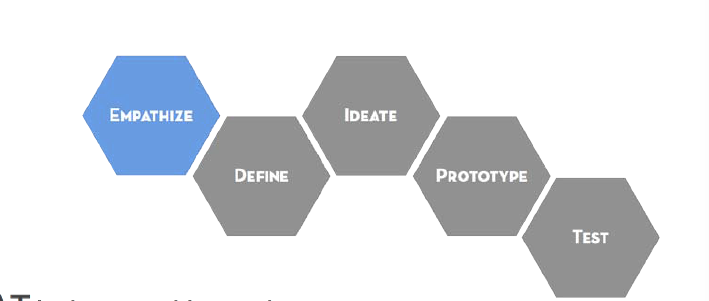 Empathize
Define
Ideate
Prototype
Test